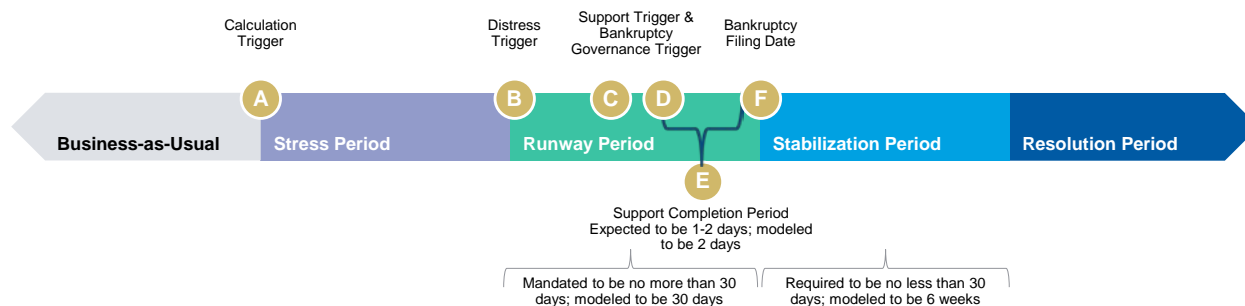 Calculation
Trigger
Distress
Trigger
Support Trigger &
Bankruptcy
Governance Trigger
Bankruptcy
Filing Date
A
B
C
D
F
Business-as-Usual
Stress Period
Runway Period
Stabilization Period
Resolution Period
E
Support Completion Period
Expected to be 1-2 days; modeled
to be 2 days
Mandated to be no more than 30
days; modeled to be 30 days
Required to be no less than 30
days; modeled to be 6 weeks